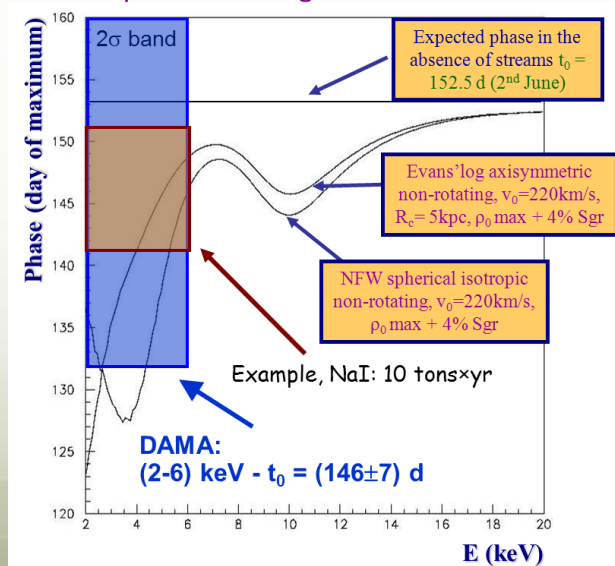 160
2σ band
Expected phase in the
absence of streams t₀ =
152.5 d (2ⁿᵈ June)
155
150
Evans'log axisymmetric
non-rotating, v₀=220km/s,
R꜀= 5kpc, ρ₀ max + 4% Sgr
145
NFW spherical isotropic
non-rotating, v₀=220km/s,
ρ₀ max + 4% Sgr
140
135
Example, NaI: 10 tons×yr
130
DAMA:
(2-6) keV - t₀ = (146±7) d
125
120
2 4 6 8 10 12 14 16 18 20
E (keV)
Phase (day of maximum)